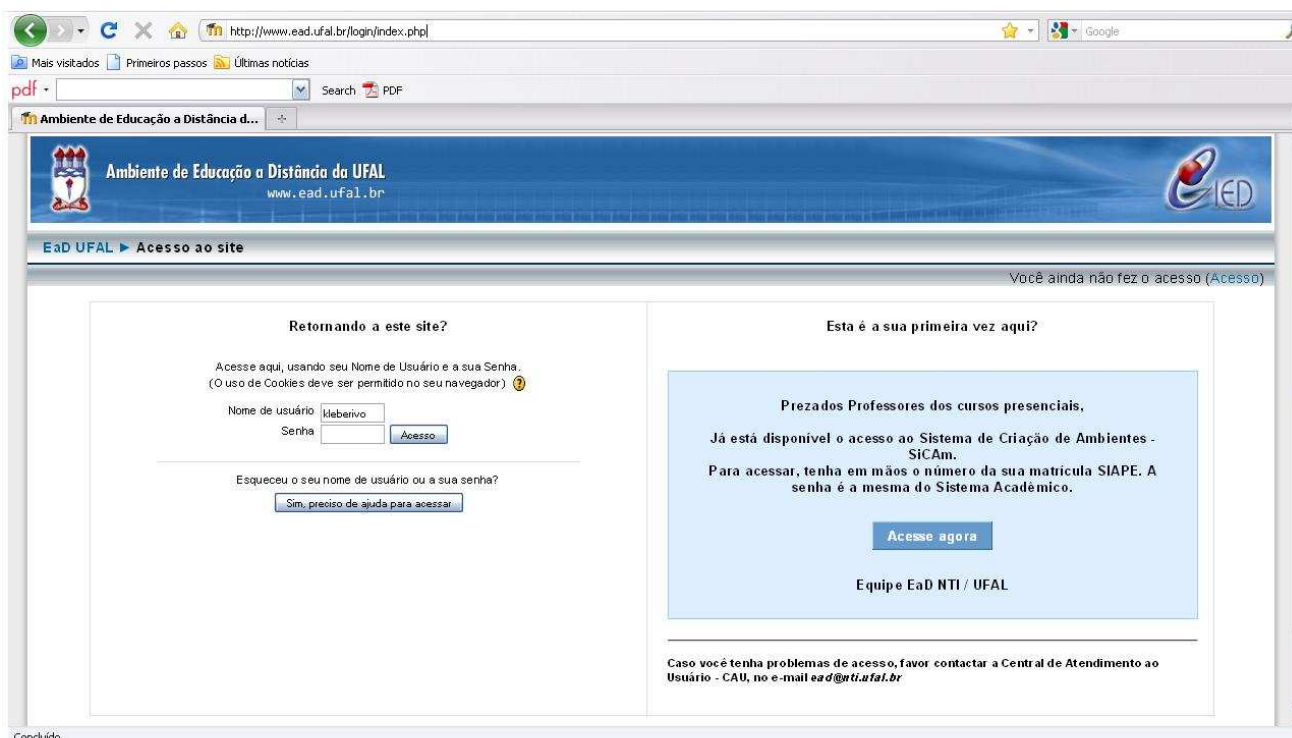 http://www.ead.ufal.br/login/index.php
Google
Mais visitados Primeiros passos Últimas notícias
pdf Search PDF
Ambiente de Educação a Distância d...
Ambiente de Educação a Distância da UFAL
www.ead.ufal.br
CIED
EaD UFAL ► Acesso ao site
Você ainda não fez o acesso (Acesso)
Retornando a este site?
Acesse aqui, usando seu Nome de Usuário e a sua Senha.
(O uso de Cookies deve ser permitido no seu navegador) ?
Nome de usuário kleberivo
Senha Acesso
Esqueceu o seu nome de usuário ou a sua senha?
Sim, preciso de ajuda para acessar
Esta é a sua primeira vez aqui?
Prezados Professores dos cursos presenciais,
Já está disponível o acesso ao Sistema de Criação de Ambientes -
SiCAm.
Para acessar, tenha em mãos o número da sua matrícula SIAPE. A
senha é a mesma do Sistema Acadêmico.
Acesse agora
Equipe EaD NTI / UFAL
Caso você tenha problemas de acesso, favor contactar a Central de Atendimento ao
Usuário - CAU, no e-mail ead@nti.ufal.br
Concluído